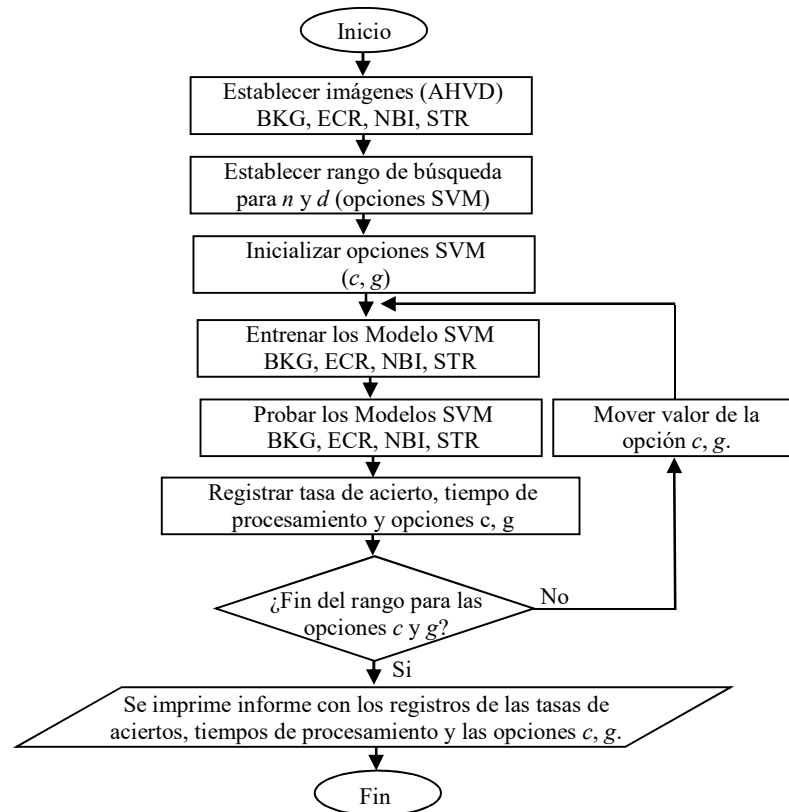 Inicio
Establecer imágenes (AHVD)
BKG, ECR, NBI, STR
Establecer rango de búsqueda
para n y d (opciones SVM)
Inicializar opciones SVM
(c, g)
Entrenar los Modelo SVM
BKG, ECR, NBI, STR
Probar los Modelos SVM
BKG, ECR, NBI, STR
Mover valor de la
opción c, g.
Registrar tasa de acierto, tiempo de
procesamiento y opciones c, g
¿Fin del rango para las
opciones c y g?
No
Si
Se imprime informe con los registros de las tasas de
aciertos, tiempos de procesamiento y las opciones c, g.
Fin